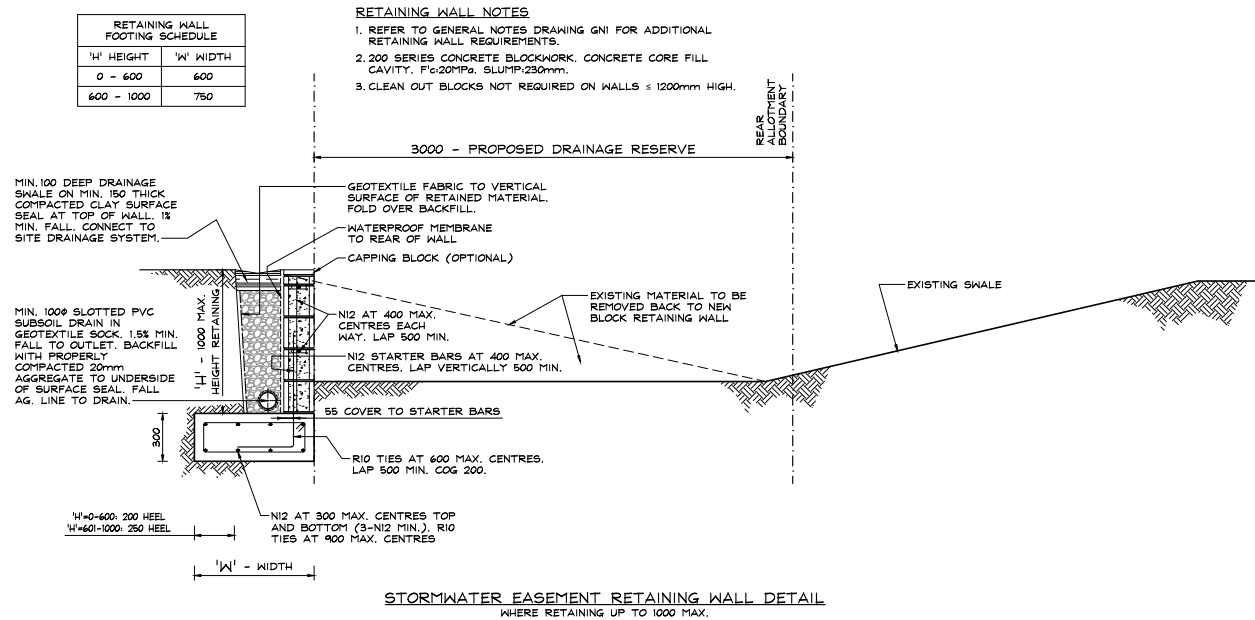 RETAINING WALL
FOOTING SCHEDULE
'H' HEIGHT 'W' WIDTH
0 - 600 600
600 - 1000 750
RETAINING WALL NOTES
1. REFER TO GENERAL NOTES DRAWING GN1 FOR ADDITIONAL
RETAINING WALL REQUIREMENTS.
2. 200 SERIES CONCRETE BLOCKWORK. CONCRETE CORE FILL
CAVITY. F'c:20MPa. SLUMP:230mm.
3. CLEAN OUT BLOCKS NOT REQUIRED ON WALLS ≤ 1200mm HIGH.
REAR
ALLOTMENT
BOUNDARY
3000 - PROPOSED DRAINAGE RESERVE
MIN. 100 DEEP DRAINAGE
SWALE ON MIN. 150 THICK
COMPACTED CLAY SURFACE
SEAL AT TOP OF WALL. 1%
MIN. FALL. CONNECT TO
SITE DRAINAGE SYSTEM.
GEOTEXTILE FABRIC TO VERTICAL
SURFACE OF RETAINED MATERIAL.
FOLD OVER BACKFILL.
WATERPROOF MEMBRANE
TO REAR OF WALL
CAPPING BLOCK (OPTIONAL)
MIN. 100ϕ SLOTTED PVC
SUBSOIL DRAIN IN
GEOTEXTILE SOCK. 1.5% MIN.
FALL TO OUTLET. BACKFILL
WITH PROPERLY
COMPACTED 20mm
AGGREGATE TO UNDERSIDE
OF SURFACE SEAL. FALL
AG. LINE TO DRAIN.
'H' - 1000 MAX.
HEIGHT RETAINING
N12 AT 400 MAX.
CENTRES EACH
WAY. LAP 500 MIN.
N12 STARTER BARS AT 400 MAX.
CENTRES. LAP VERTICALLY 500 MIN.
EXISTING MATERIAL TO BE
REMOVED BACK TO NEW
BLOCK RETAINING WALL
EXISTING SWALE
55 COVER TO STARTER BARS
300
R10 TIES AT 600 MAX. CENTRES.
LAP 500 MIN. COG 200.
'H'=0-600: 200 HEEL
'H'=601-1000: 250 HEEL
N12 AT 300 MAX. CENTRES TOP
AND BOTTOM (3-N12 MIN.). R10
TIES AT 900 MAX. CENTRES
'W' - WIDTH
STORMWATER EASEMENT RETAINING WALL DETAIL
WHERE RETAINING UP TO 1000 MAX.